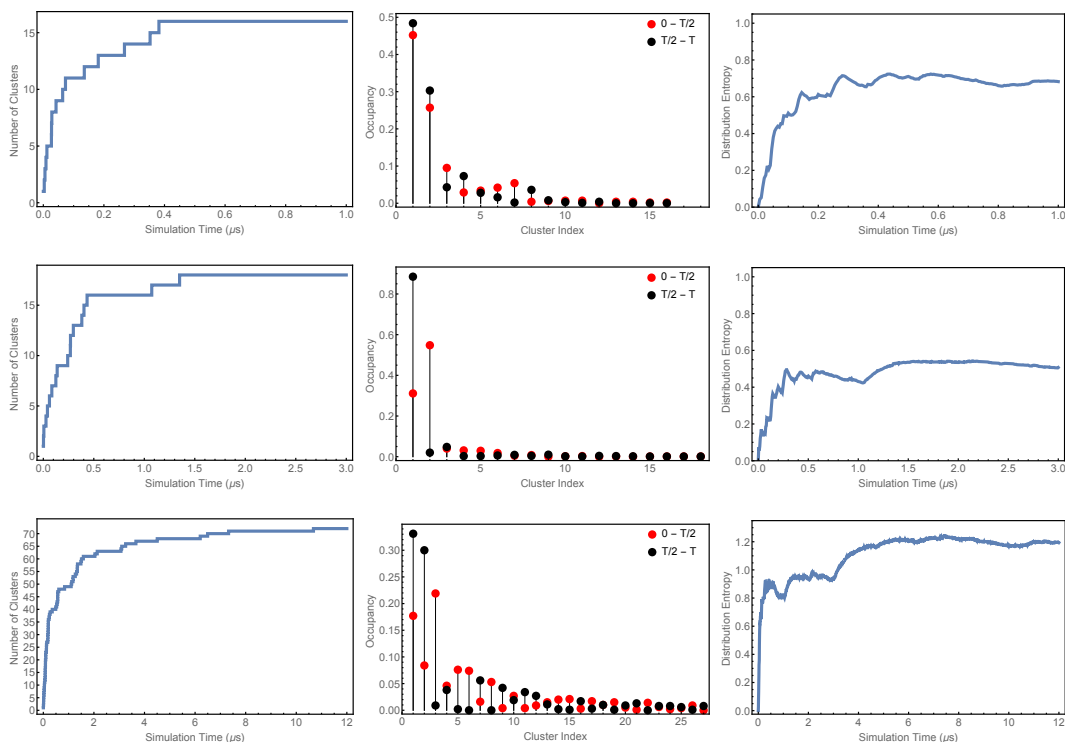 Number of Clusters
15
10
5
0
0.0 0.2 0.4 0.6 0.8 1.0
Simulation Time (μs)
Occupancy
0.5
0.4
0.3
0.2
0.1
0.0
0 5 10 15
Cluster Index
0 – T/2
T/2 – T
Distribution Entropy
1.0
0.8
0.6
0.4
0.2
0.0
0.0 0.2 0.4 0.6 0.8 1.0
Simulation Time (μs)
Number of Clusters
15
10
5
0
0.0 0.5 1.0 1.5 2.0 2.5 3.0
Simulation Time (μs)
Occupancy
0.8
0.6
0.4
0.2
0.0
0 5 10 15
Cluster Index
0 – T/2
T/2 – T
Distribution Entropy
1.0
0.8
0.6
0.4
0.2
0.0
0.0 0.5 1.0 1.5 2.0 2.5 3.0
Simulation Time (μs)
Number of Clusters
70
65
60
55
50
45
40
35
30
25
20
15
10
5
0
0 2 4 6 8 10 12
Simulation Time (μs)
Occupancy
0.30
0.25
0.20
0.15
0.10
0.05
0.00
0 5 10 15 20 25
Cluster Index
0 – T/2
T/2 – T
Distribution Entropy
1.2
1.0
0.8
0.6
0.4
0.2
0.0
0 2 4 6 8 10 12
Simulation Time (μs)